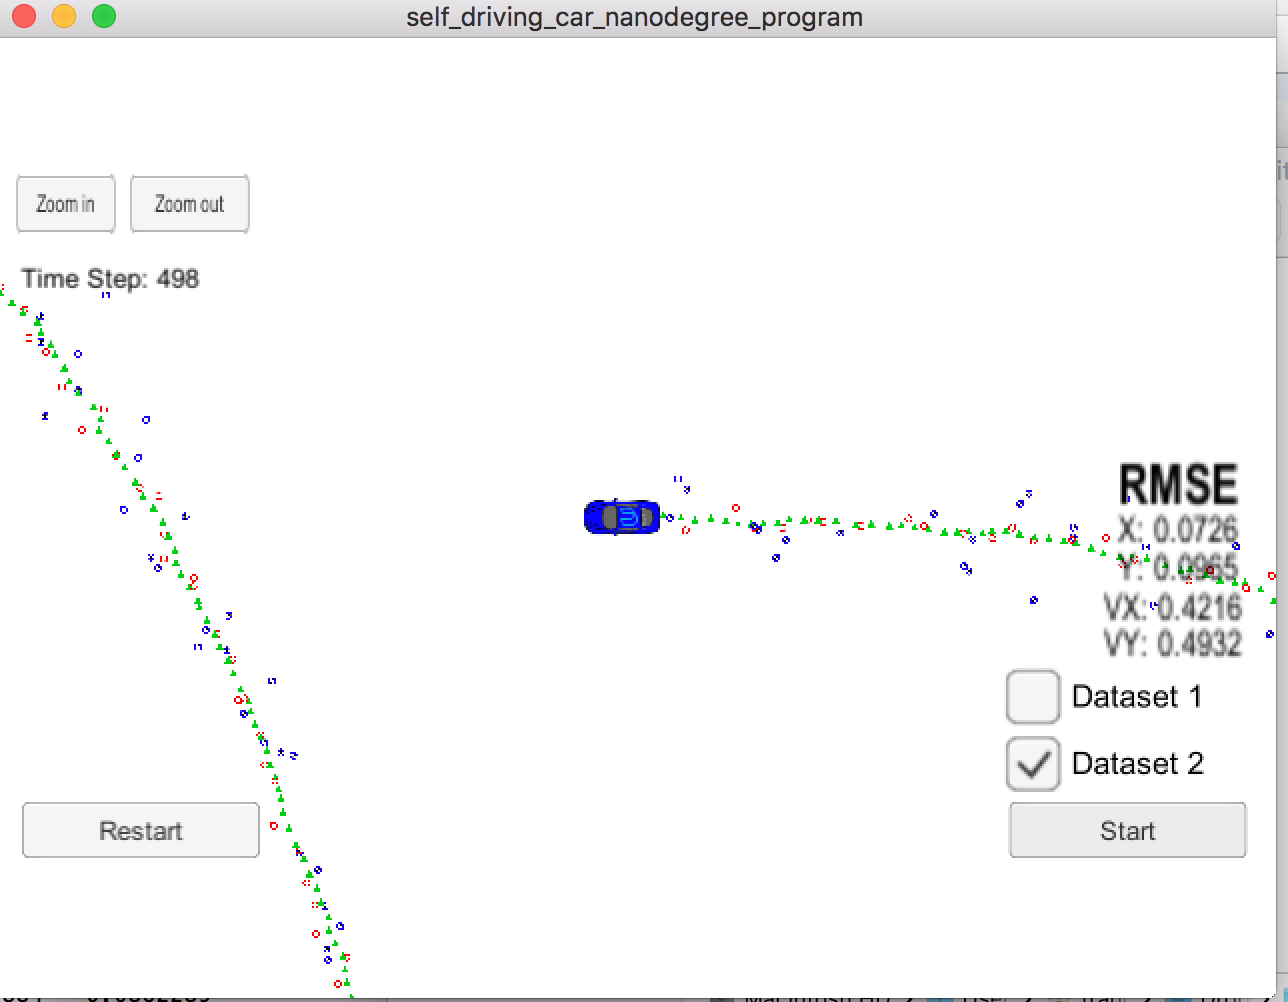 self_driving_car_nanodegree_program
Zoom in
Zoom out
Time Step: 498
RMSE
X: 0.0726
Y: 0.0965
VX: 0.4216
VY: 0.4932
Dataset 1
Dataset 2
Restart
Start